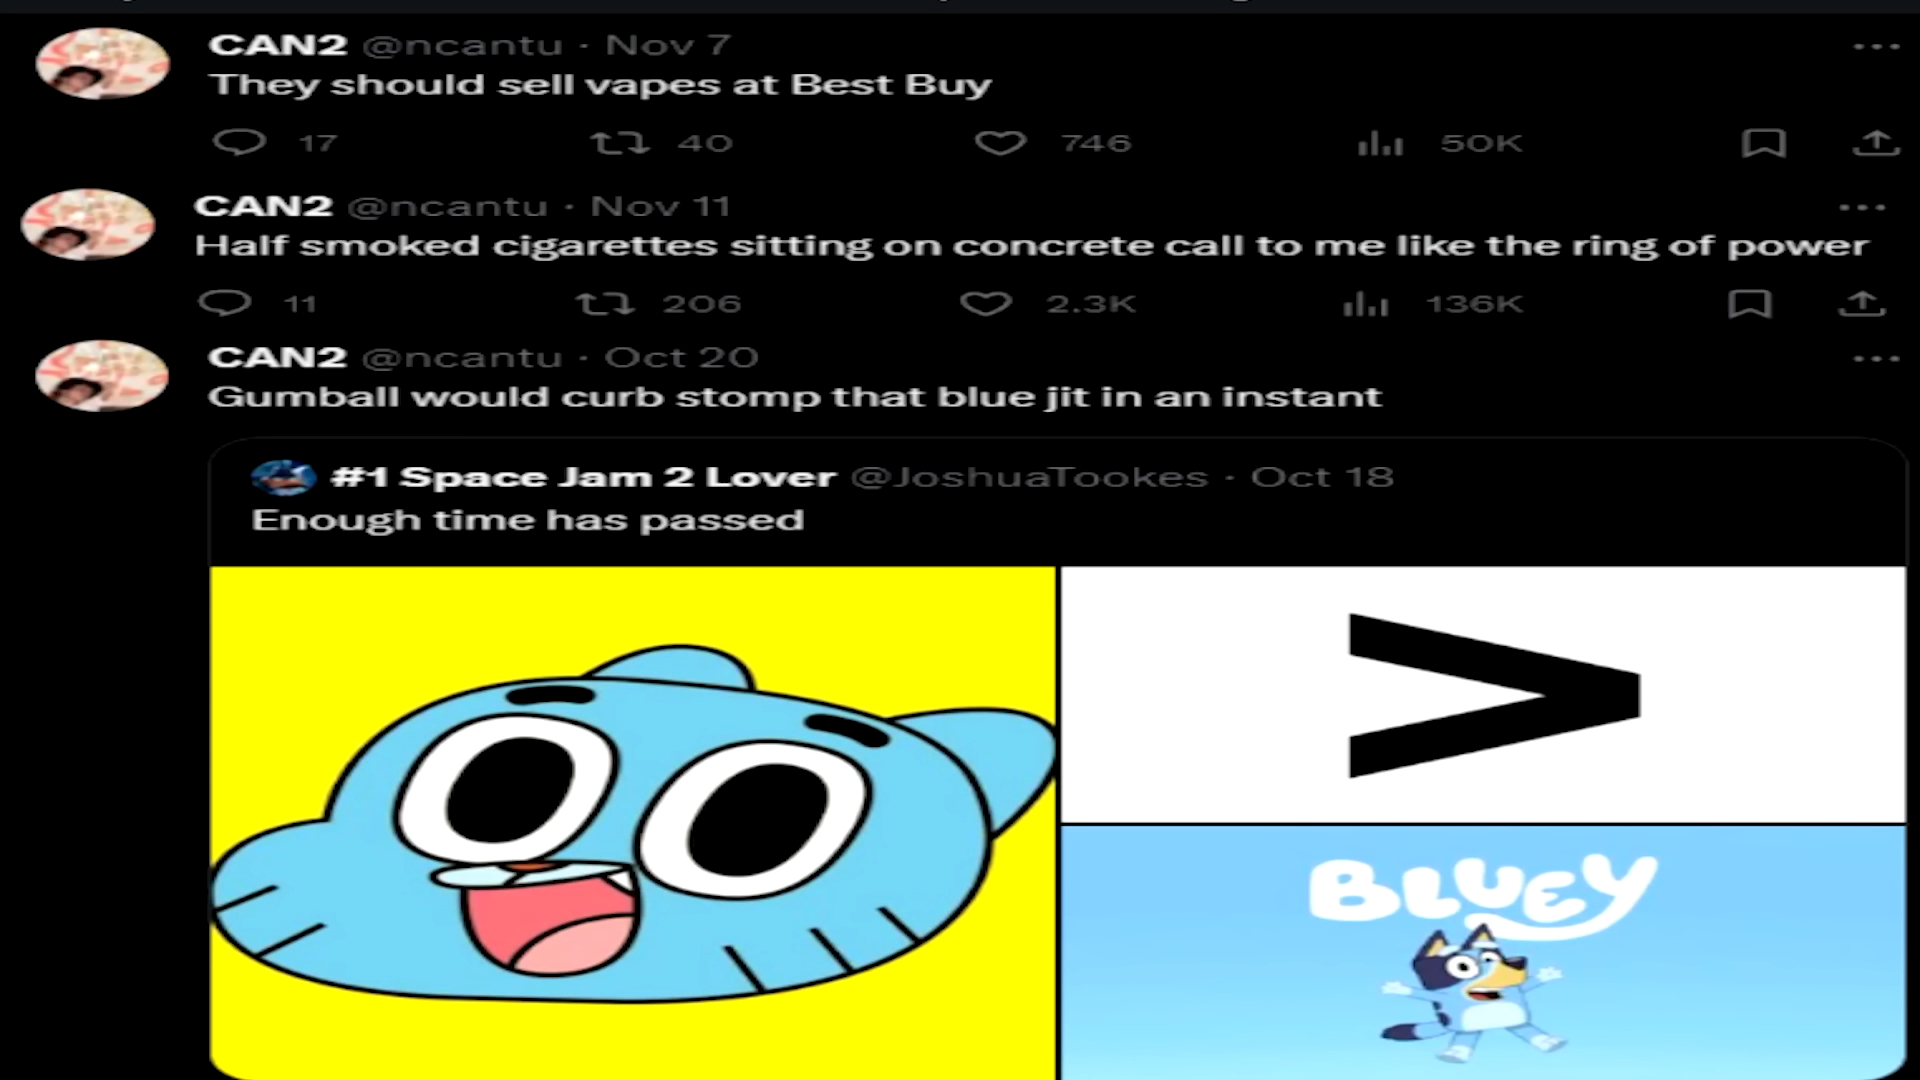 CAN2 @ncantu · Nov 7
They should sell vapes at Best Buy
17 40 746 50K
CAN2 @ncantu · Nov 11
Half smoked cigarettes sitting on concrete call to me like the ring of power
11 206 2.3K 136K
CAN2 @ncantu · Oct 20
Gumball would curb stomp that blue jit in an instant
#1 Space Jam 2 Lover @JoshuaTookes · Oct 18
Enough time has passed
>
BLUEY